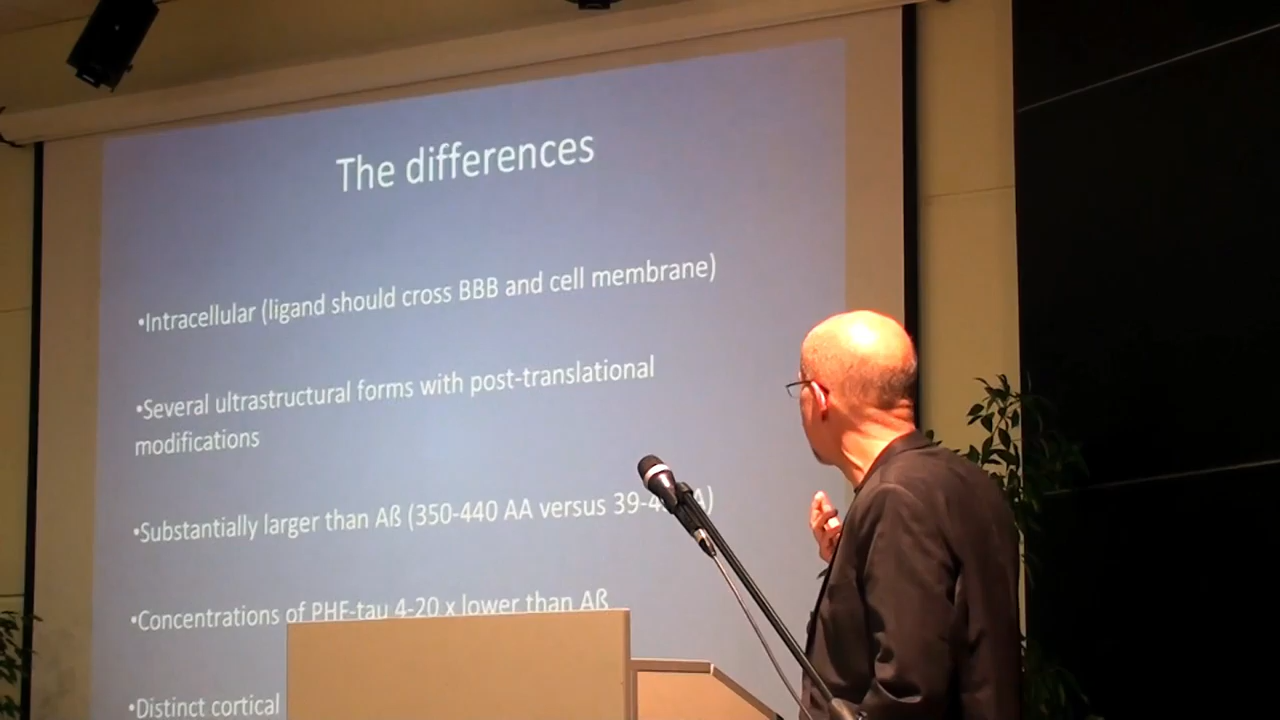 The differences
•Intracellular (ligand should cross BBB and cell membrane)
•Several ultrastructural forms with post-translational
modifications
•Substantially larger than Aß (350-440 AA versus 39-4
•Concentrations of PHF-tau 4-20 x lower than Aß
•Distinct cortical